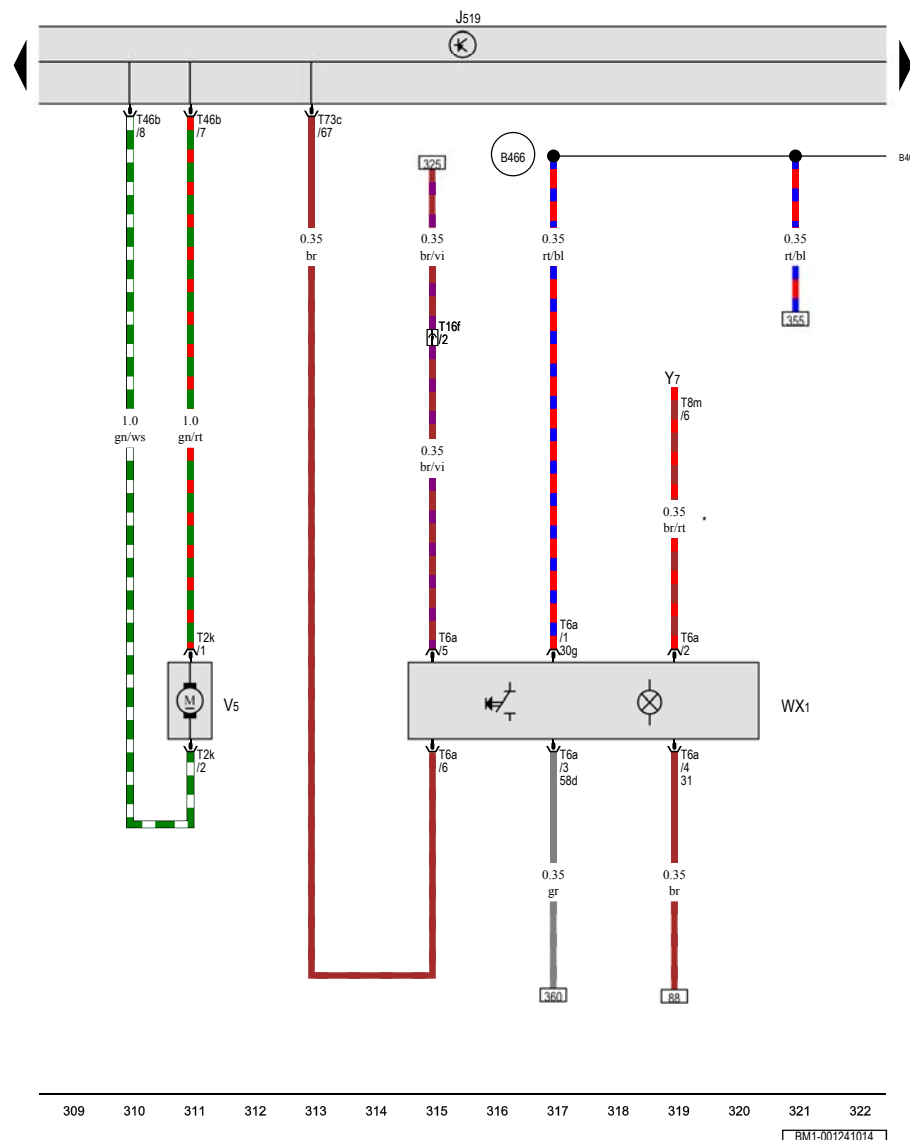 J519
T46b
/8
T46b
/7
T73c
/67
325
B466
0.35
br
0.35
br/vi
0.35
rt/bl
0.35
rt/bl
T16f
/2
355
Y7
T8m
/6
1.0
gn/ws
1.0
gn/rt
0.35
br/vi
0.35
br/rt
*
T2k
/1
T6a
/5
T6a
/1
30g
T6a
/2
M
V5
WX1
T2k
/2
T6a
/6
T6a
/3
58d
T6a
/4
31
0.35
gr
0.35
br
360
88
309 310 311 312 313 314 315 316 317 318 319 320 321 322
BM1-001241014